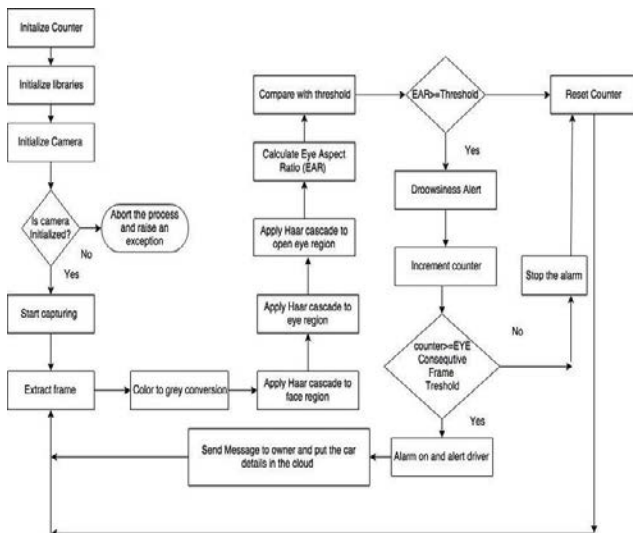 Initalize Counter
Initialize libraries
Initialize Camera
Is camera
Initialized?
No
Abort the process
and raise an
exception
Yes
Start capturing
Extract frame
Color to grey conversion
Apply Haar cascade to
face region
Apply Haar cascade to
eye region
Apply Haar cascade to
open eye region
Calculate Eye Aspect
Ratio (EAR)
Compare with threshold
EAR>=Threshold
Reset Counter
Yes
Droowsiness Alert
Increment counter
counter>=EYE
Consequtive
Frame
Treshold
No
Stop the alarm
Yes
Alarm on and alert driver
Send Message to owner and put the car
details in the cloud